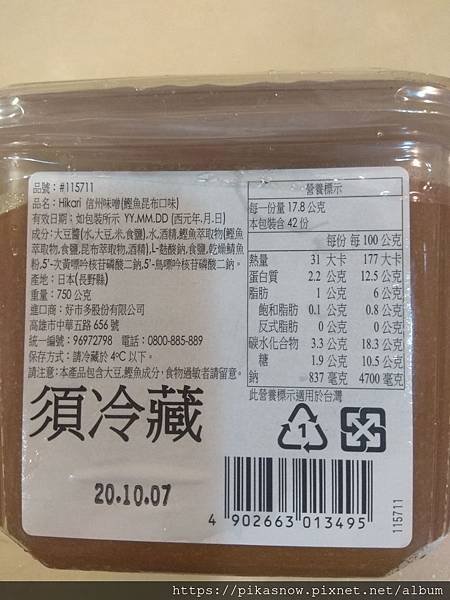 品號：#115711
品名：Hikari 信州味噌(鰹魚昆布口味)
有效日期：如包裝所示 YY.MM.DD (西元年.月.日)
成分:大豆醬(水,大豆,米,食鹽),水,酒精,鰹魚萃取物(鰹魚
萃取物,食鹽,昆布萃取物,酒精),L-麩酸鈉,食鹽,乾燥鯖魚
粉,5'-次黃嘌呤核苷磷酸二鈉,5'-鳥嘌呤核苷磷酸二鈉。
產地：日本(長野縣)
重量：750 公克
進口商：好市多股份有限公司
高雄市中華五路 656 號
統一編號：96972798 電話：0800-885-889
保存方式：請冷藏於 4°C 以下。
請注意：本產品包含大豆,鰹魚成分,食物過敏者請留意。
須冷藏
20.10.07
營養標示
每一份量 17.8 公克
本包裝含 42 份
每份 每 100 公克
熱量 31 大卡 177 大卡
蛋白質 2.2 公克 12.5 公克
脂肪 1 公克 6 公克
飽和脂肪 0.1 公克 0.8 公克
反式脂肪 0 公克 0 公克
碳水化合物 3.3 公克 18.3 公克
糖 1.9 公克 10.5 公克
鈉 837 毫克 4700 毫克
此營養標示適用於台灣
1
4 902663 013495
115711
https://pikasnow.pixnet.net/album